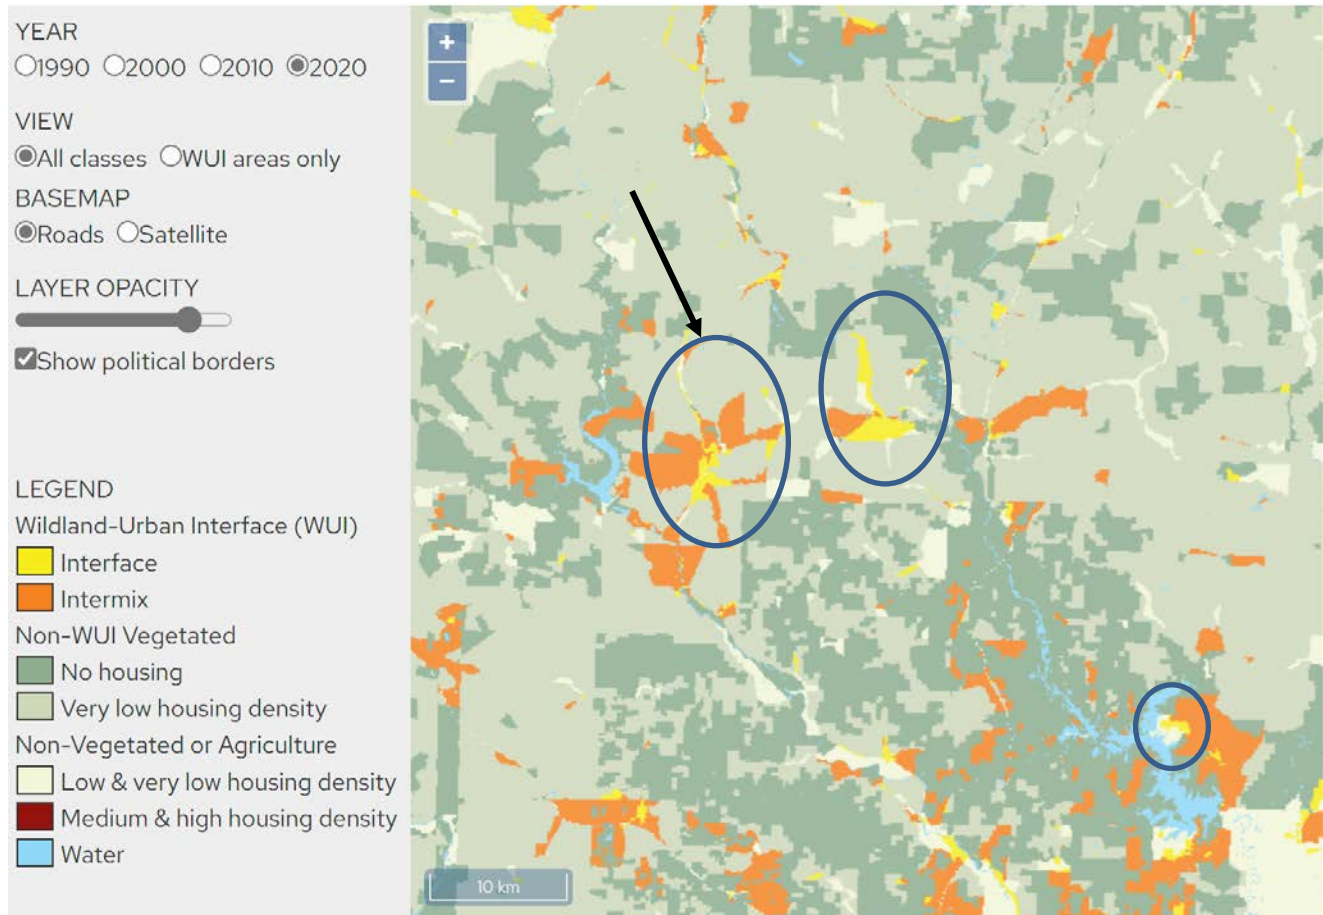 YEAR
1990 2000 2010 2020
VIEW
All classes WUI areas only
BASEMAP
Roads Satellite
LAYER OPACITY
Show political borders
LEGEND
Wildland-Urban Interface (WUI)
Interface
Intermix
Non-WUI Vegetated
No housing
Very low housing density
Non-Vegetated or Agriculture
Low & very low housing density
Medium & high housing density
Water
+
−
10 km